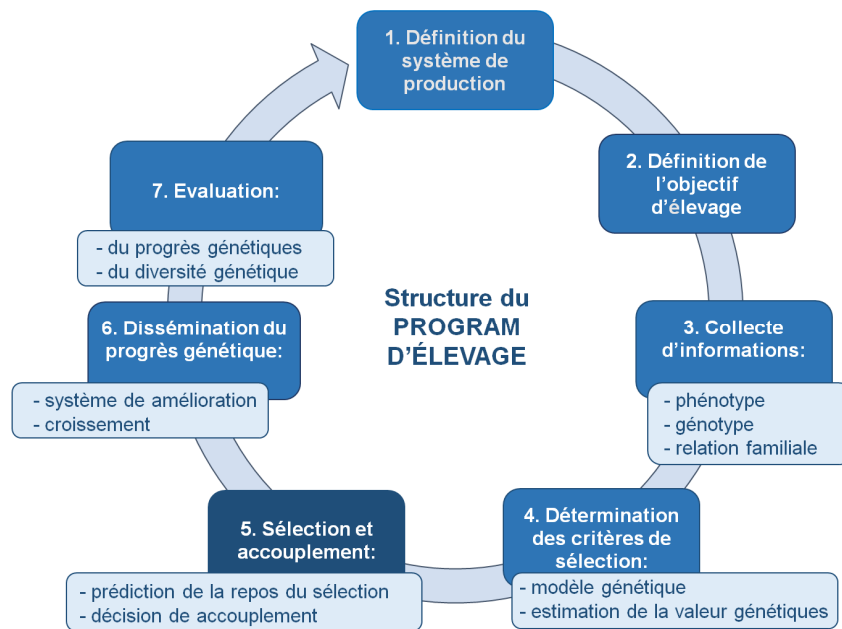 1. Définition du
système de
production
2. Définition de
l'objectif
d'élevage
3. Collecte
d'informations:
- phénotype
- génotype
- relation familiale
4. Détermination
des critères de
sélection:
- modèle génétique
- estimation de la valeur génétiques
5. Sélection et
accouplement:
- prédiction de la repos du sélection
- décision de accouplement
6. Dissémination du
progrès génétique:
- système de amélioration
- croissement
7. Evaluation:
- du progrès génétiques
- du diversité génétique
Structure du
PROGRAM
D'ÉLEVAGE